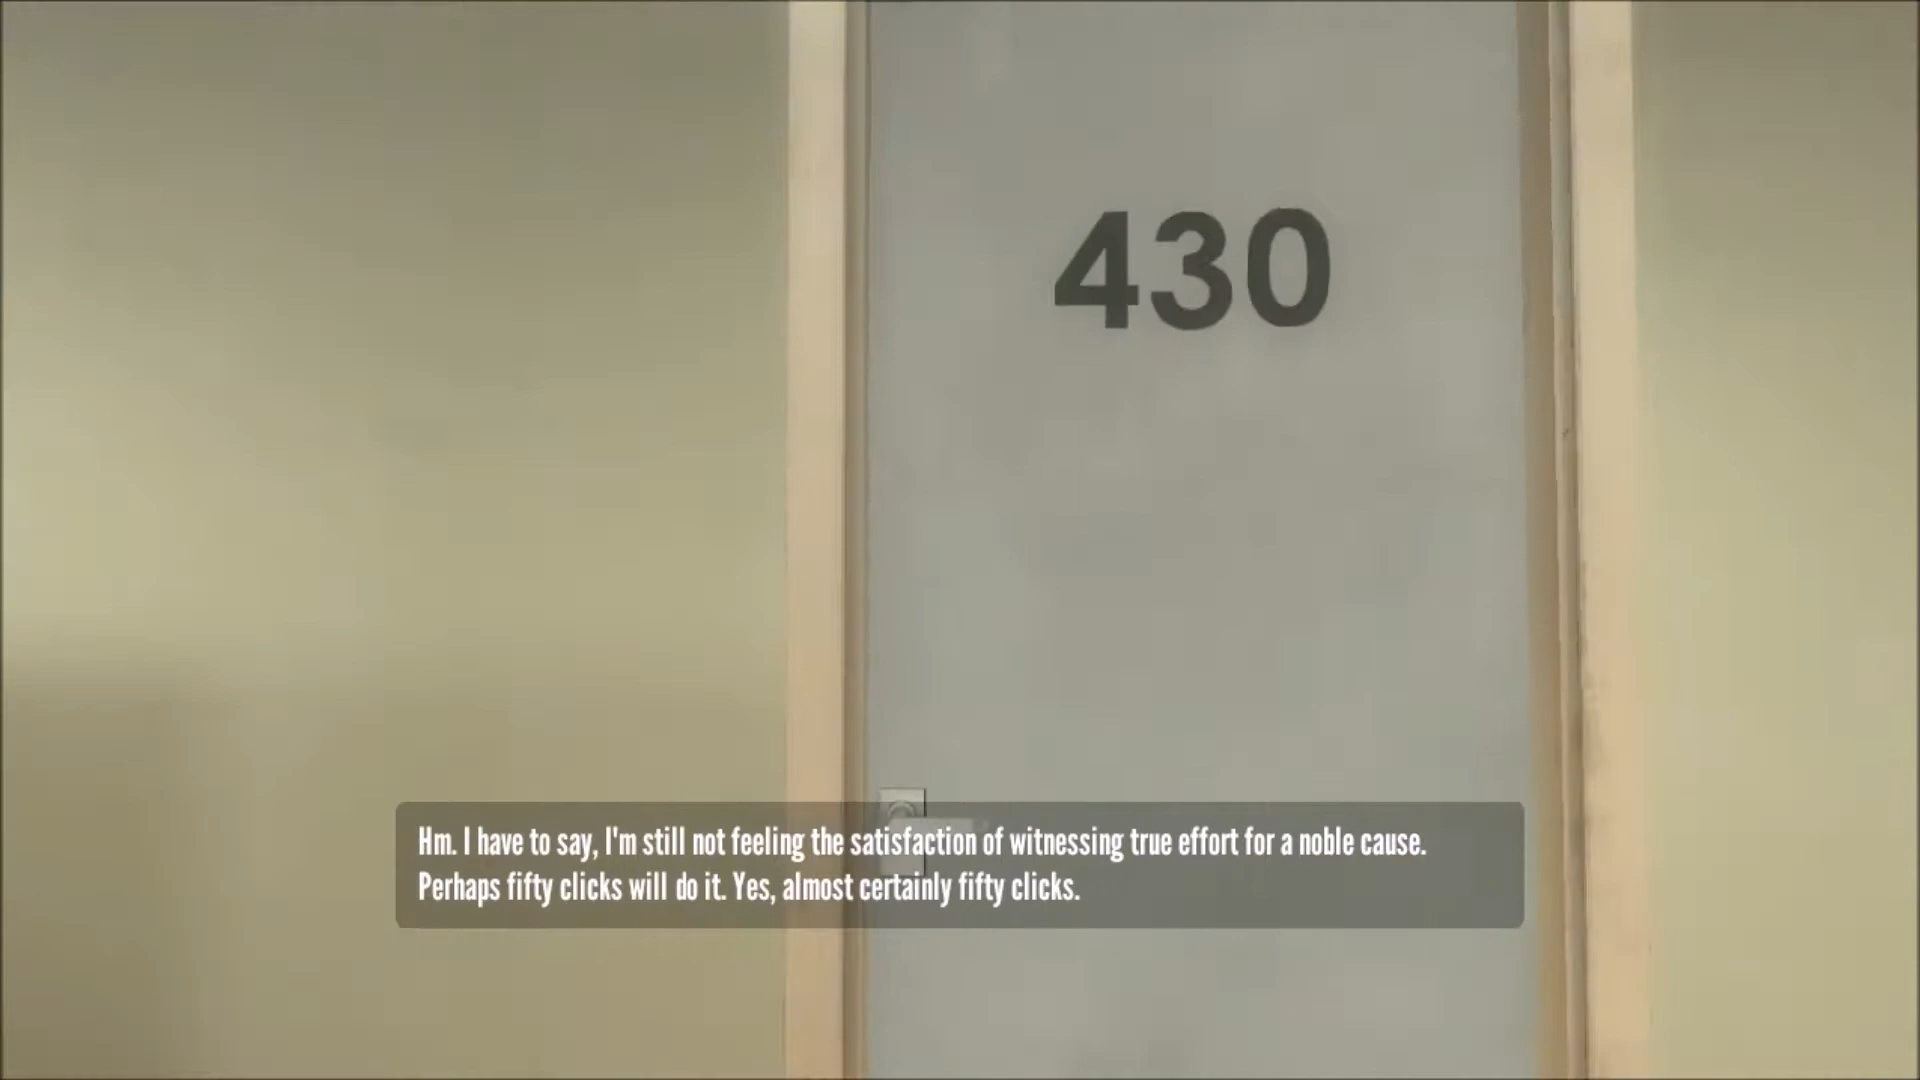 430
Hm. I have to say, I'm still not feeling the satisfaction of witnessing true effort for a noble cause.
Perhaps fifty clicks will do it. Yes, almost certainly fifty clicks.